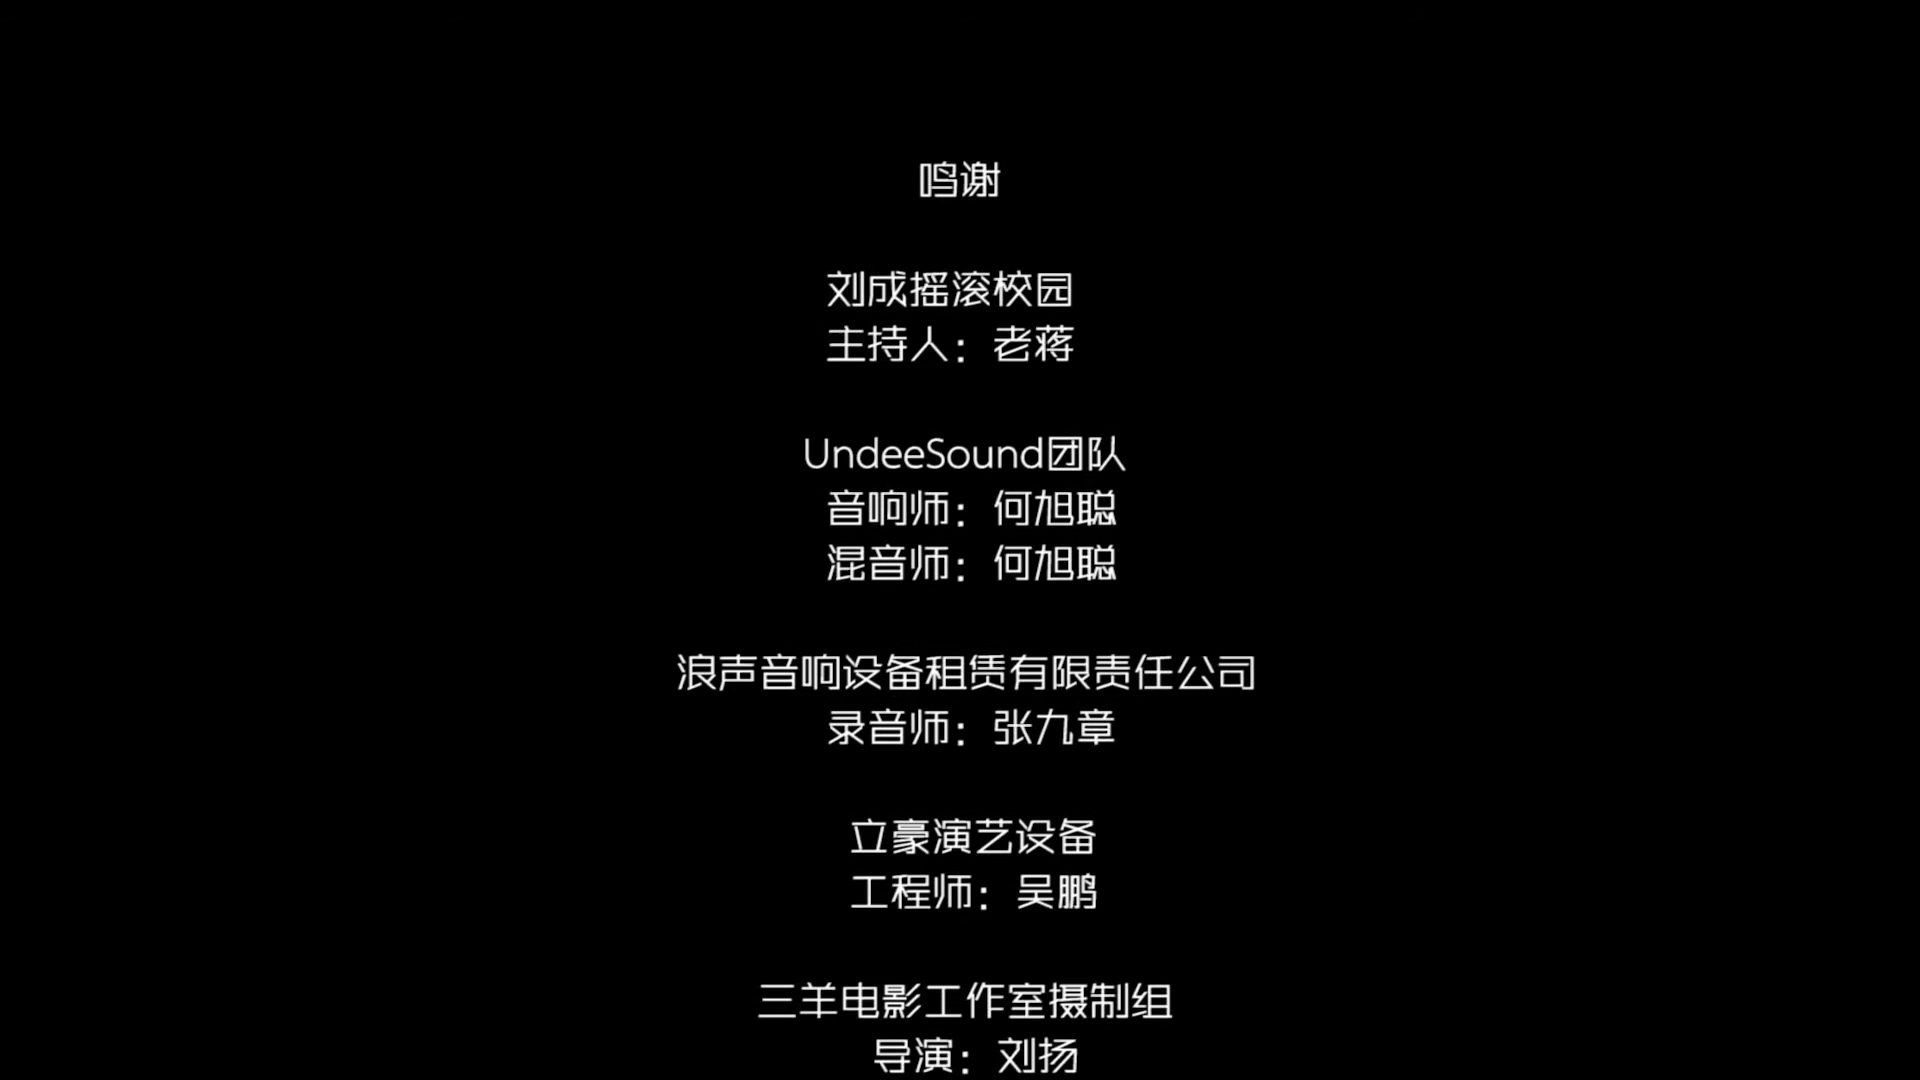 鸣谢
刘成摇滚校园
主持人：老蒋
UndeeSound团队
音响师：何旭聪
混音师：何旭聪
浪声音响设备租赁有限责任公司
录音师：张九章
立豪演艺设备
工程师：吴鹏
三羊电影工作室摄制组
导演：刘扬